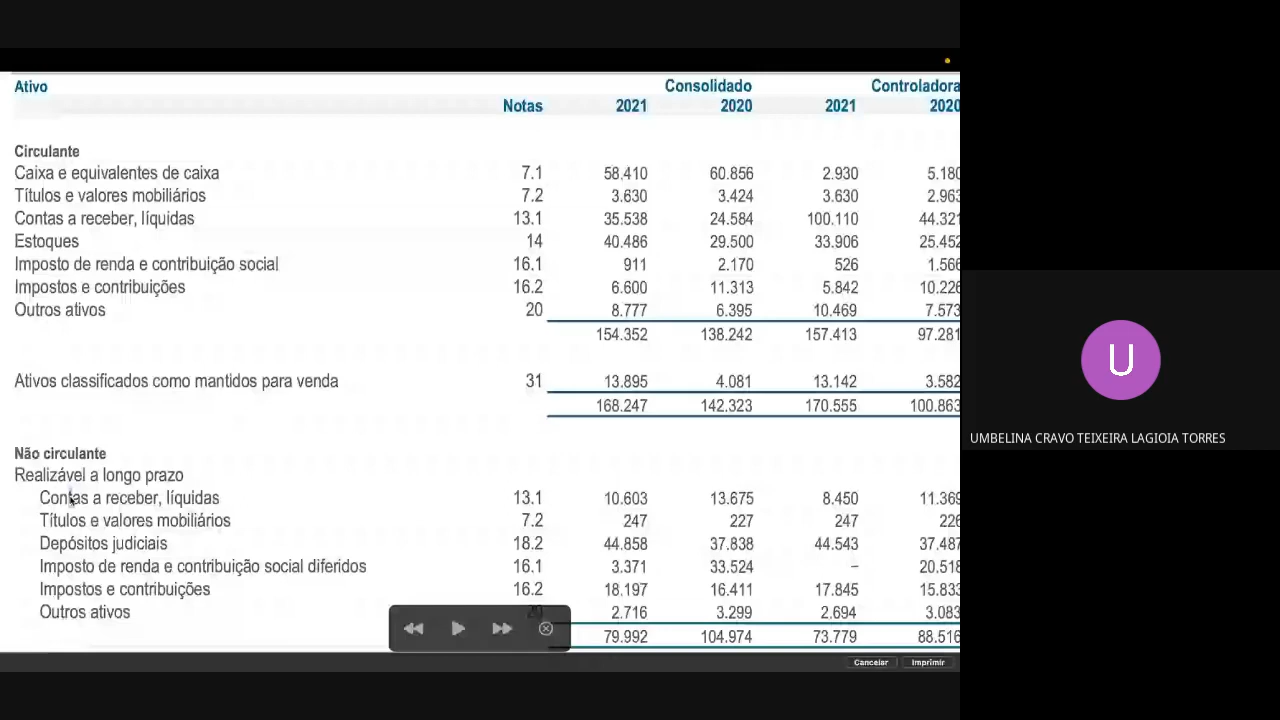 Ativo Consolidado Controladora
Notas 2021 2020 2021 2020
Circulante
Caixa e equivalentes de caixa 7.1 58.410 60.856 2.930 5.180
Títulos e valores mobiliários 7.2 3.630 3.424 3.630 2.963
Contas a receber, líquidas 13.1 35.538 24.584 100.110 44.321
Estoques 14 40.486 29.500 33.906 25.452
Imposto de renda e contribuição social 16.1 911 2.170 526 1.566
Impostos e contribuições 16.2 6.600 11.313 5.842 10.226
Outros ativos 20 8.777 6.395 10.469 7.573
154.352 138.242 157.413 97.281
Ativos classificados como mantidos para venda 31 13.895 4.081 13.142 3.582
168.247 142.323 170.555 100.863
Não circulante
Realizável a longo prazo
Contas a receber, líquidas 13.1 10.603 13.675 8.450 11.369
Títulos e valores mobiliários 7.2 247 227 247 226
Depósitos judiciais 18.2 44.858 37.838 44.543 37.487
Imposto de renda e contribuição social diferidos 16.1 3.371 33.524 – 20.518
Impostos e contribuições 16.2 18.197 16.411 17.845 15.833
Outros ativos 20 2.716 3.299 2.694 3.083
79.992 104.974 73.779 88.516
Cancelar Imprimir
U
UMBELINA CRAVO TEIXEIRA LAGIOIA TORRES